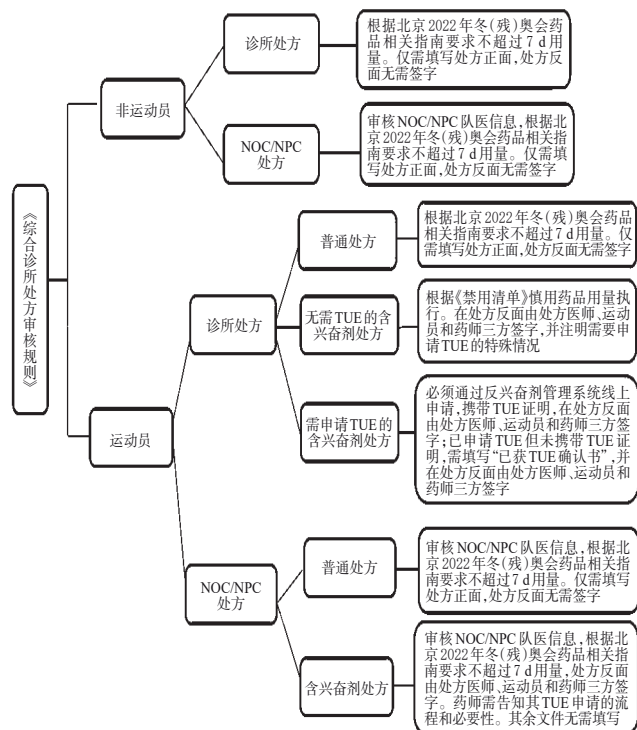 《综合诊所处方审核规则》
非运动员
诊所处方
根据北京2022年冬(残)奥会药
品相关指南要求不超过7 d用
量。仅需填写处方正面,处方反
面无需签字
NOC/NPC
处方
审核NOC/NPC队医信息,根据北
京2022年冬(残)奥会药品相关指
南要求不超过7 d用量。仅需填
写处方正面,处方反面无需签字
运动员
诊所处方
普通处方
根据北京2022年冬(残)奥会药品
相关指南要求不超过7 d用量。仅
需填写处方正面,处方反面无需签字
无需TUE的含
兴奋剂处方
根据《禁用清单》慎用药品用量执
行。在处方反面由处方医师、运动
员和药师三方签字,并注明需要申
请TUE的特殊情况
需申请TUE的
含兴奋剂处方
必须通过反兴奋剂管理系统线上
申请,携带TUE证明,在处方反面
由处方医师、运动员和药师三方签
字;已申请TUE但未携带TUE证
明,需填写“已获TUE确认书”,并
在处方反面由处方医师、运动员和
药师三方签字
NOC/NPC
处方
普通处方
审核NOC/NPC队医信息,根据北
京2022年冬(残)奥会药品相关指
南要求不超过7 d用量。仅需填写
处方正面,处方反面无需签字
含兴奋剂处方
审核NOC/NPC队医信息,根据北
京2022年冬(残)奥会药品相关指
南要求不超过7 d用量,处方反面
由处方医师、运动员和药师三方签
字。药师需告知其TUE申请的流
程和必要性。其余文件无需填写